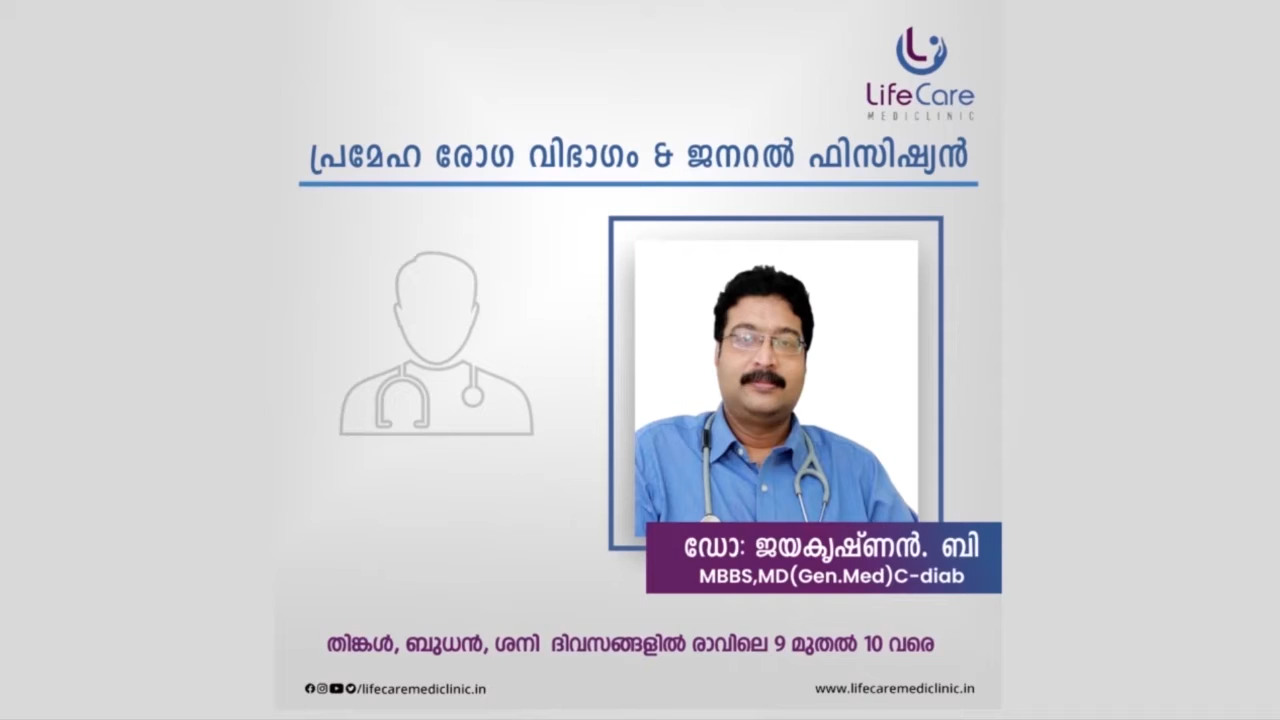 LifeCare
MEDICLINIC
പ്രമേഹ രോഗ വിഭാഗം & ജനറൽ ഫിസിഷ്യൻ
ഡോ: ജയകൃഷ്ണൻ. ബി
MBBS,MD(Gen.Med)C-diab
തിങ്കൾ, ബുധൻ, ശനി ദിവസങ്ങളിൽ രാവിലെ 9 മുതൽ 10 വരെ
/lifecaremediclinic.in
www.lifecaremediclinic.in